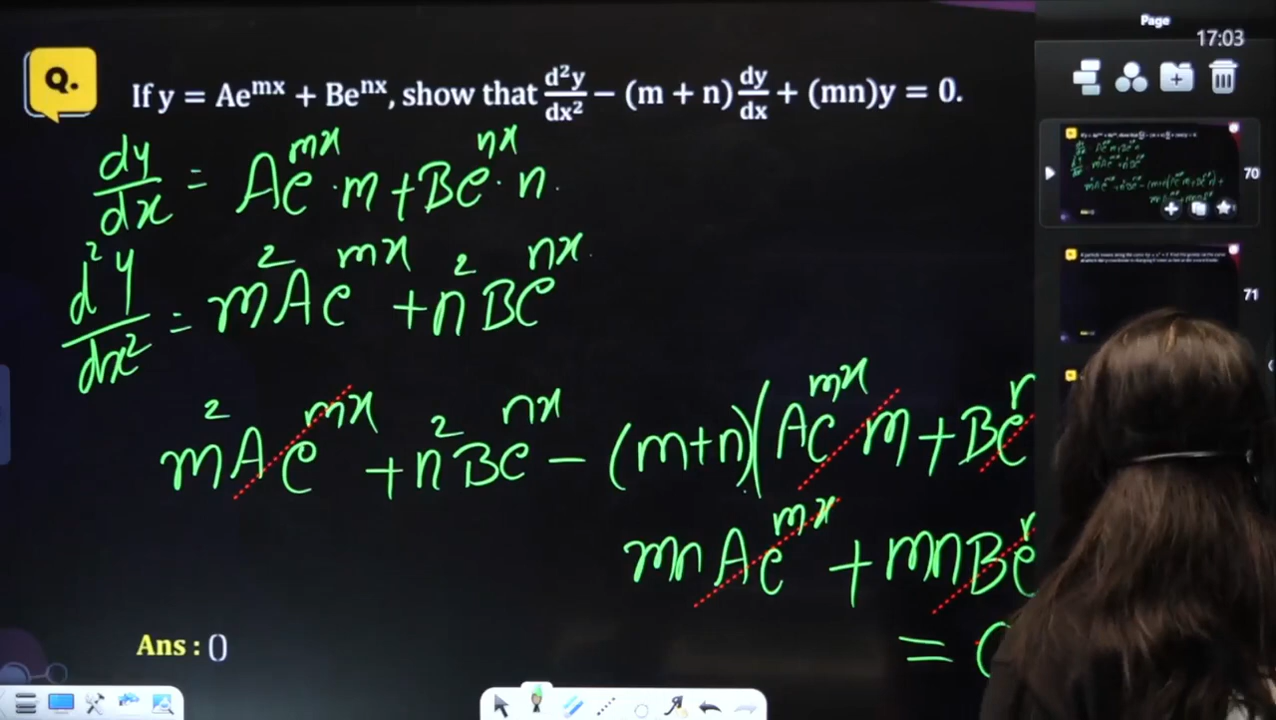 Page
17:03
Q.
If y = Ae^mx + Be^nx, show that d²y/dx² − (m + n) dy/dx + (mn)y = 0.
dy/dx = Ae^mx · m + Be^nx · n
d²y/dx² = m²Ae^mx + n²Be^nx
m²Ae^mx + n²Be^nx − (m+n)(Ae^mx m + Be
mnAe^mx + mnBe
=
Ans : 0
70
71